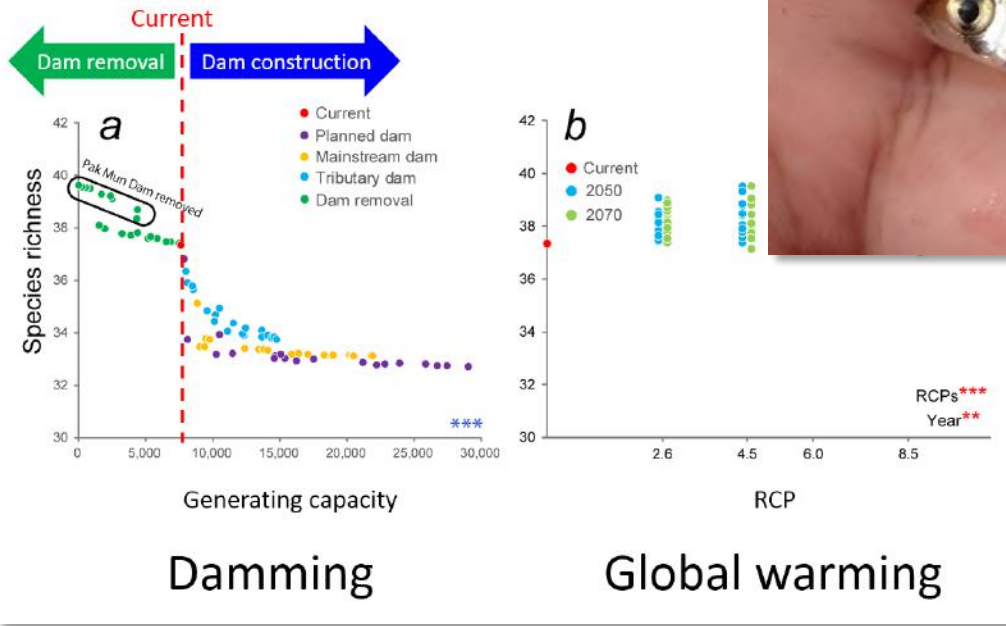 Current
Dam removal
Dam construction
a
Current
Planned dam
Mainstream dam
Tributary dam
Dam removal
Pak Mun Dam removed
Species richness
42
40
38
36
34
32
30
***
0
5,000
10,000
15,000
20,000
25,000
30,000
Generating capacity
Damming
b
Current
2050
2070
42
40
38
36
34
32
30
RCPs***
Year**
2.6
4.5
6.0
8.5
RCP
Global warming